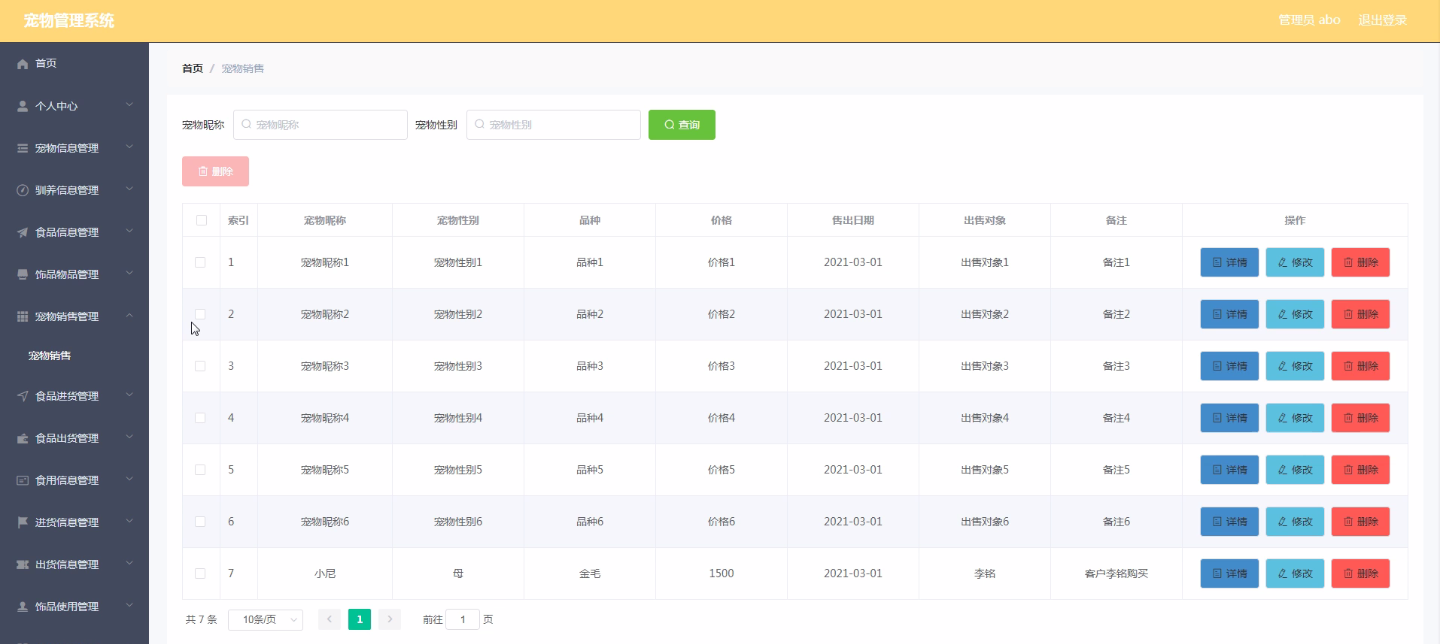 宠物管理系统
管理员 abo 退出登录
首页
个人中心
宠物信息管理
驯养信息管理
食品信息管理
饰品物品管理
宠物销售管理
宠物销售
食品进货管理
食品出货管理
食用信息管理
进货信息管理
出货信息管理
饰品使用管理
首页 / 宠物销售
宠物昵称 宠物昵称 宠物性别 宠物性别 查询
删除
索引 宠物昵称 宠物性别 品种 价格 售出日期 出售对象 备注 操作
1 宠物昵称1 宠物性别1 品种1 价格1 2021-03-01 出售对象1 备注1 详情 修改 删除
2 宠物昵称2 宠物性别2 品种2 价格2 2021-03-01 出售对象2 备注2 详情 修改 删除
3 宠物昵称3 宠物性别3 品种3 价格3 2021-03-01 出售对象3 备注3 详情 修改 删除
4 宠物昵称4 宠物性别4 品种4 价格4 2021-03-01 出售对象4 备注4 详情 修改 删除
5 宠物昵称5 宠物性别5 品种5 价格5 2021-03-01 出售对象5 备注5 详情 修改 删除
6 宠物昵称6 宠物性别6 品种6 价格6 2021-03-01 出售对象6 备注6 详情 修改 删除
7 小尼 母 金毛 1500 2021-03-01 李铭 客户李铭购买 详情 修改 删除
共 7 条 10条/页 1 前往 1 页